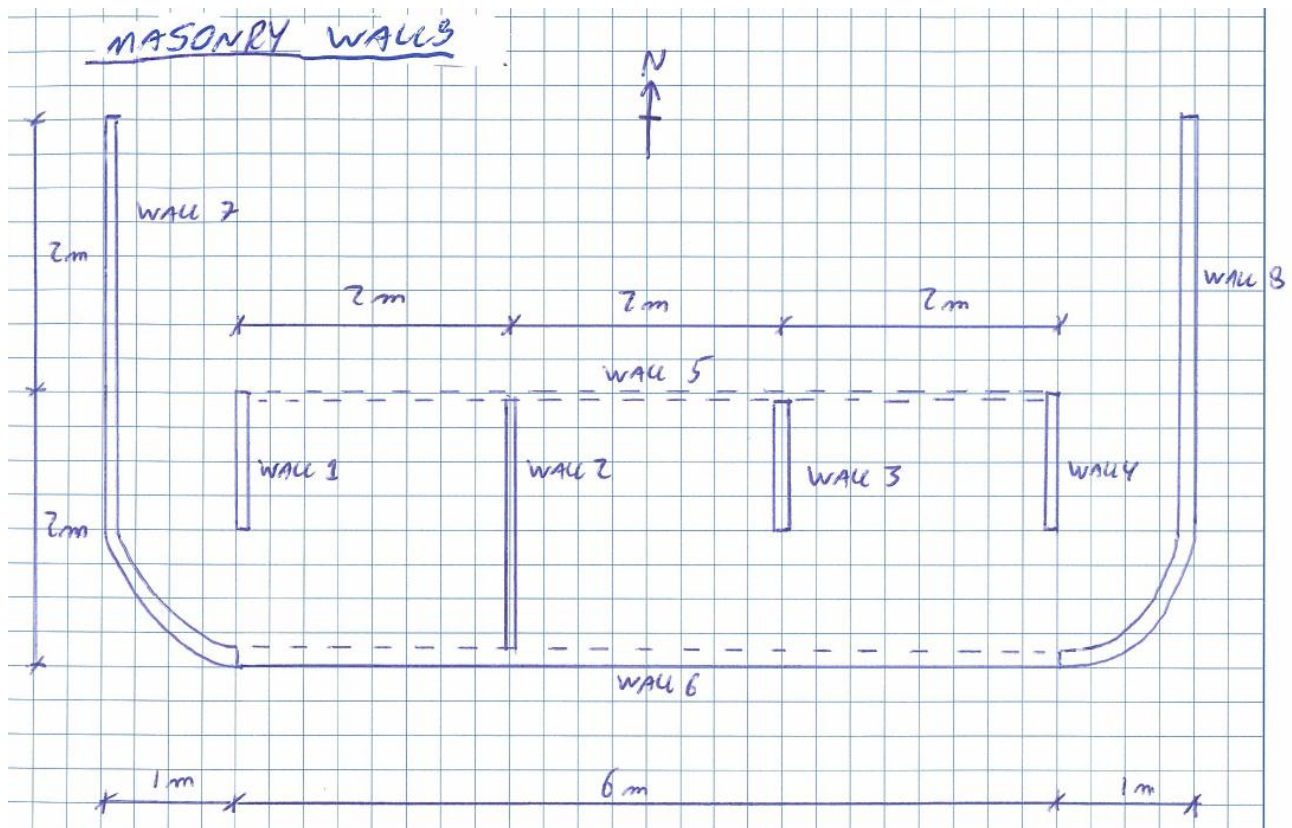 MASONRY WALLS
N
WALL 7
2m
WALL 8
2m
2m
2m
WALL 5
WALL 1
WALL 2
WALL 3
WALL 4
2m
WALL 6
1m
6m
1m